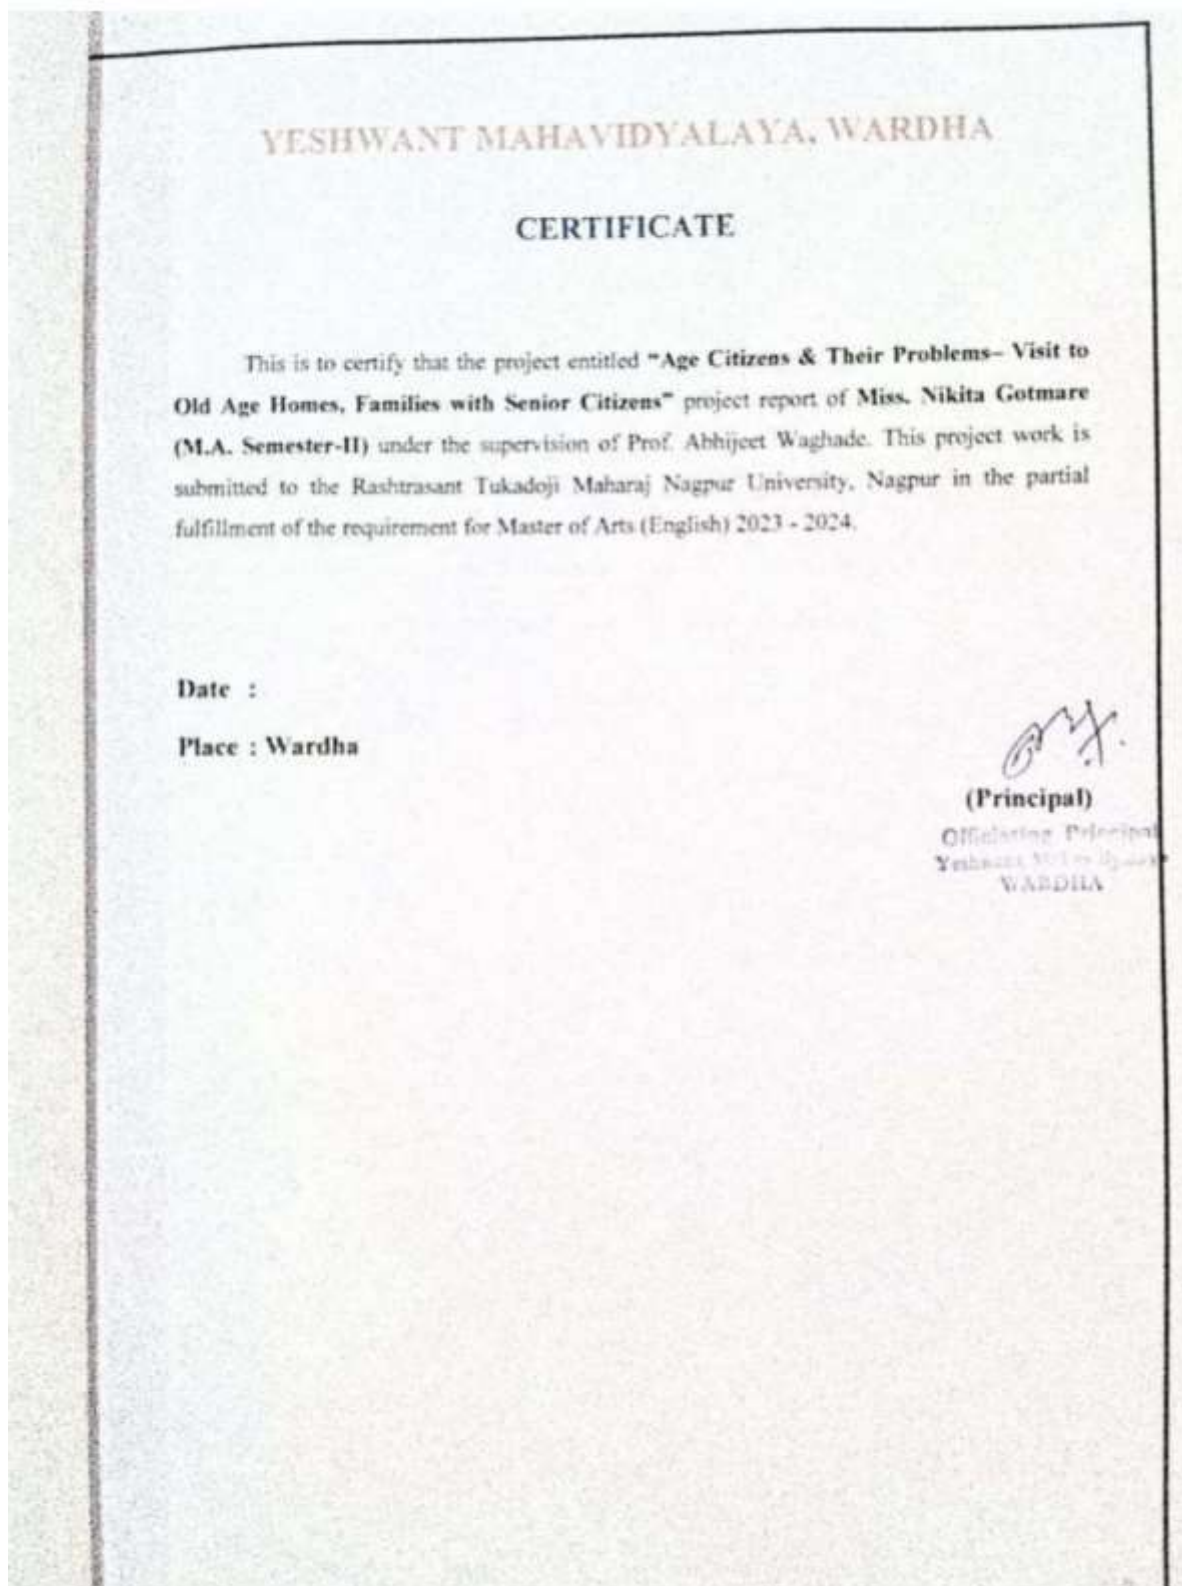 YESHWANT MAHAVIDYALAYA, WARDHA
CERTIFICATE
This is to certify that the project entitled "Age Citizens & Their Problems– Visit to
Old Age Homes, Families with Senior Citizens" project report of Miss. Nikita Gotmare
(M.A. Semester-II) under the supervision of Prof. Abhijeet Waghade. This project work is
submitted to the Rashtrasant Tukadoji Maharaj Nagpur University, Nagpur in the partial
fulfillment of the requirement for Master of Arts (English) 2023 - 2024.
Date :
Place : Wardha
(Principal)
Officiating Principal
WARDHA